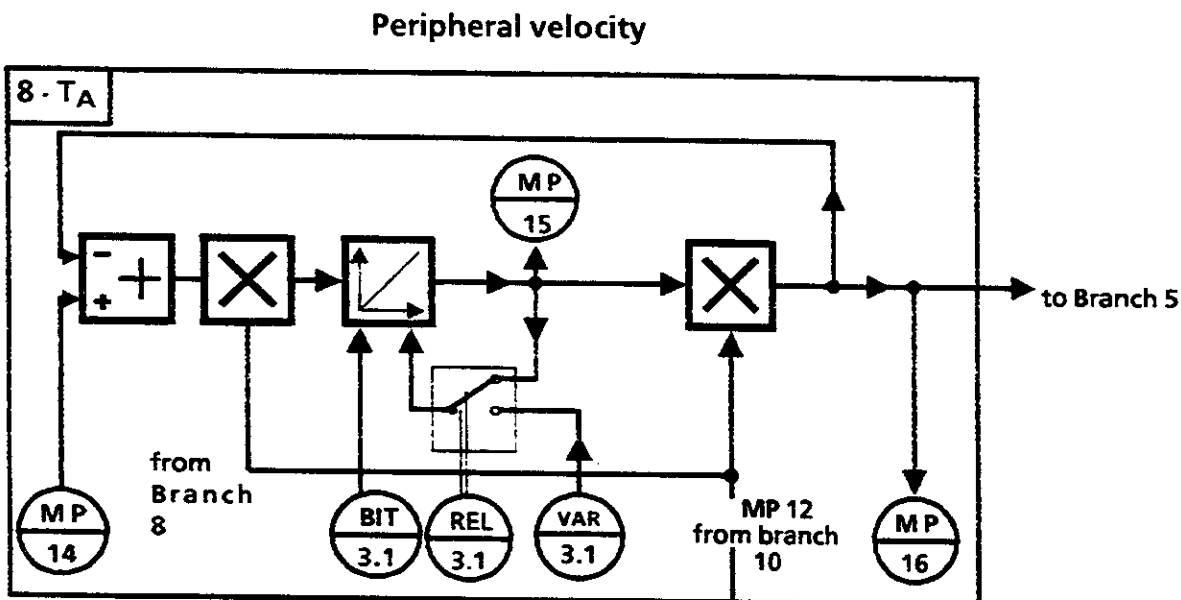 Peripheral velocity
8 - TA
MP
15
-
+
+
to Branch 5
from
Branch
8
MP
14
BIT
3.1
REL
3.1
VAR
3.1
MP 12
from branch
10
MP
16